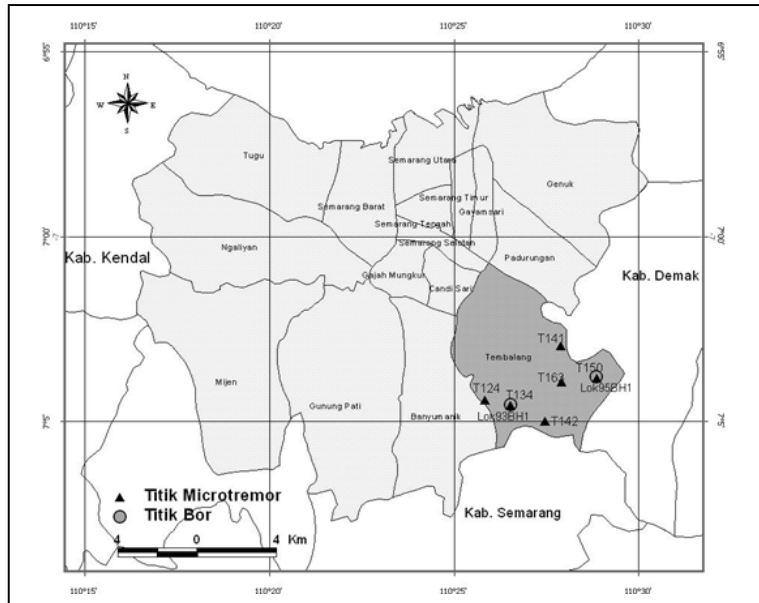 110°15' 110°20' 110°25' 110°30'
6°55' 6°55'
N
W E
S
Tugu
Semarang Utara
Genuk
Semarang Barat
Semarang Timur
Gayamsari
Semarang Tengah
7°00' 7°00'
Ngaliyan
Semarang Selatan
Padurungan
Kab. Kendal
Gajah Mungkur
Kab. Demak
Candi Sari
T141
Tembalang
T150
Mijen
T163
Lok95BH1
T124
T134
Gunung Pati
Banyumanik
Lok93BH1
T142
7°5' 7°5'
Titik Microtremor
Titik Bor
Kab. Semarang
4 0 4 Km
110°15' 110°20' 110°25' 110°30'